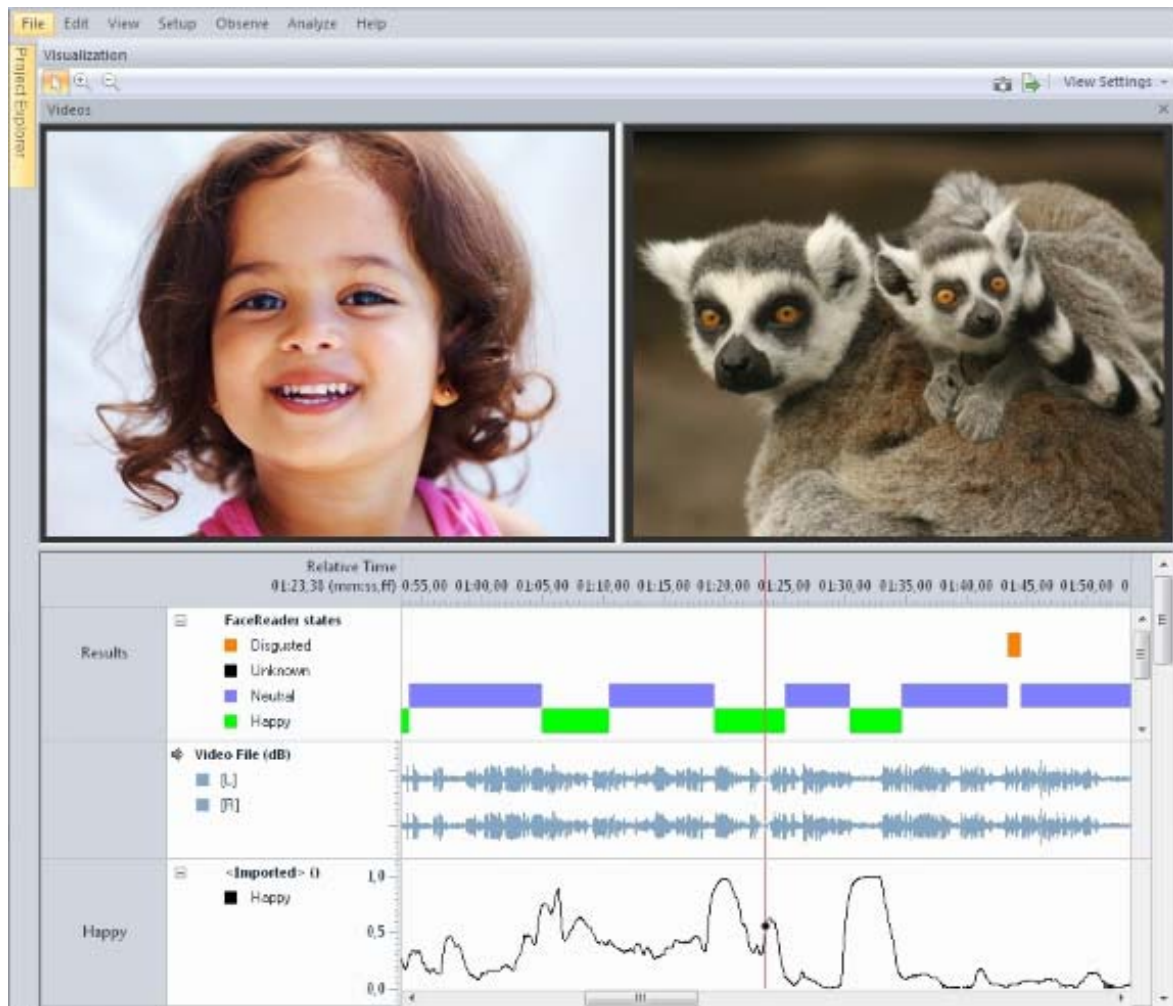 File Edit View Setup Observe Analyze Help
Project Explorer
Visualization
View Settings
Videos
Relative Time
01:23,38 (mm:ss,ff) 0:55,00 01:00,00 01:05,00 01:10,00 01:15,00 01:20,00 01:25,00 01:30,00 01:35,00 01:40,00 01:45,00 01:50,00 0
Results
FaceReader states
Disgusted
Unknown
Neutral
Happy
Video File (dB)
[L]
[R]
Happy
<Imported> ()
Happy
1,0
0,5
0,0